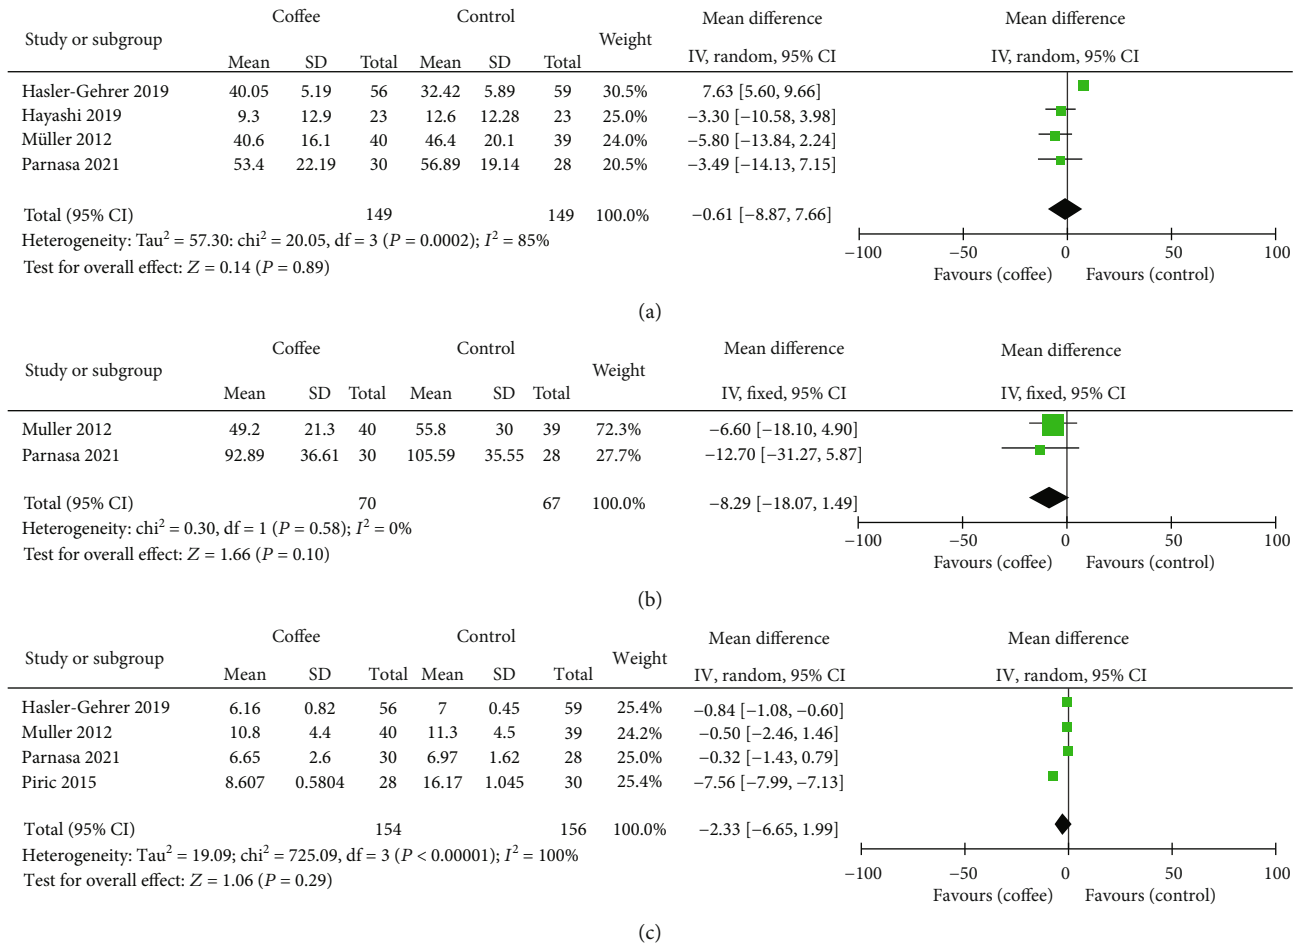 Coffee Control Mean difference Mean difference
Study or subgroup Weight
Mean SD Total Mean SD Total IV, random, 95% CI IV, random, 95% CI
Hasler-Gehrer 2019 40.05 5.19 56 32.42 5.89 59 30.5% 7.63 [5.60, 9.66]
Hayashi 2019 9.3 12.9 23 12.6 12.28 23 25.0% −3.30 [−10.58, 3.98]
Müller 2012 40.6 16.1 40 46.4 20.1 39 24.0% −5.80 [−13.84, 2.24]
Parnasa 2021 53.4 22.19 30 56.89 19.14 28 20.5% −3.49 [−14.13, 7.15]
Total (95% CI) 149 149 100.0% −0.61 [−8.87, 7.66]
Heterogeneity: Tau² = 57.30: chi² = 20.05, df = 3 (P = 0.0002); I² = 85%
Test for overall effect: Z = 0.14 (P = 0.89)
−100 −50 0 50 100
Favours (coffee) Favours (control)
(a)
Coffee Control Mean difference Mean difference
Study or subgroup Weight
Mean SD Total Mean SD Total IV, fixed, 95% CI IV, fixed, 95% CI
Muller 2012 49.2 21.3 40 55.8 30 39 72.3% −6.60 [−18.10, 4.90]
Parnasa 2021 92.89 36.61 30 105.59 35.55 28 27.7% −12.70 [−31.27, 5.87]
Total (95% CI) 70 67 100.0% −8.29 [−18.07, 1.49]
Heterogeneity: chi² = 0.30, df = 1 (P = 0.58); I² = 0%
Test for overall effect: Z = 1.66 (P = 0.10)
−100 −50 0 50 100
Favours (coffee) Favours (control)
(b)
Coffee Control Mean difference Mean difference
Study or subgroup Weight
Mean SD Total Mean SD Total IV, random, 95% CI IV, random, 95% CI
Hasler-Gehrer 2019 6.16 0.82 56 7 0.45 59 25.4% −0.84 [−1.08, −0.60]
Muller 2012 10.8 4.4 40 11.3 4.5 39 24.2% −0.50 [−2.46, 1.46]
Parnasa 2021 6.65 2.6 30 6.97 1.62 28 25.0% −0.32 [−1.43, 0.79]
Piric 2015 8.607 0.5804 28 16.17 1.045 30 25.4% −7.56 [−7.99, −7.13]
Total (95% CI) 154 156 100.0% −2.33 [−6.65, 1.99]
Heterogeneity: Tau² = 19.09; chi² = 725.09, df = 3 (P < 0.00001); I² = 100%
Test for overall effect: Z = 1.06 (P = 0.29)
−100 −50 0 50 100
Favours (coffee) Favours (control)
(c)